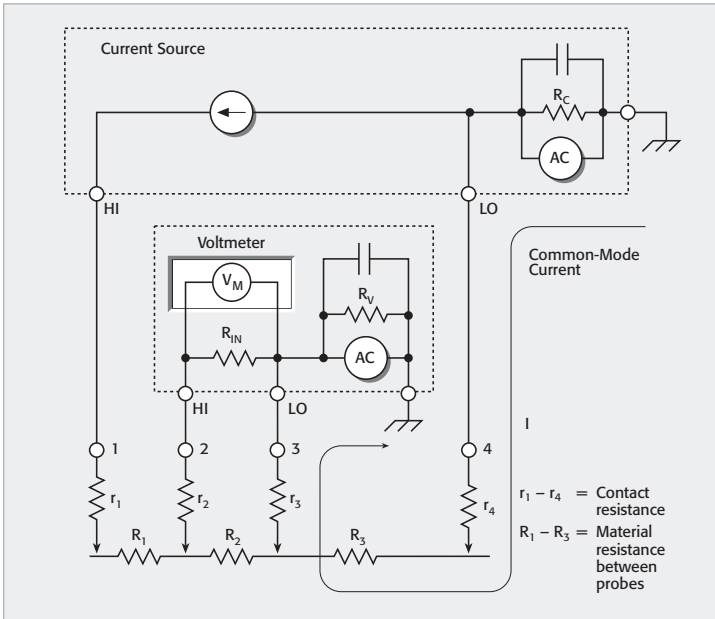 Current Source
R_C
AC
HI
LO
Voltmeter
V_M
R_V
R_IN
AC
HI
LO
Common-Mode
Current
I
1
2
3
4
r_1
r_2
r_3
r_4
R_1
R_2
R_3
r_1 – r_4 = Contact
resistance
R_1 – R_3 = Material
resistance
between
probes